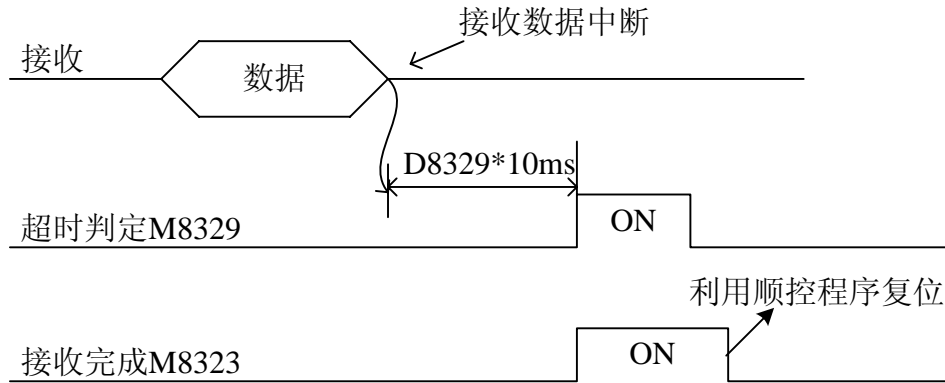 接收数据中断
接收
数据
D8329*10ms
超时判定M8329
ON
利用顺控程序复位
接收完成M8323
ON